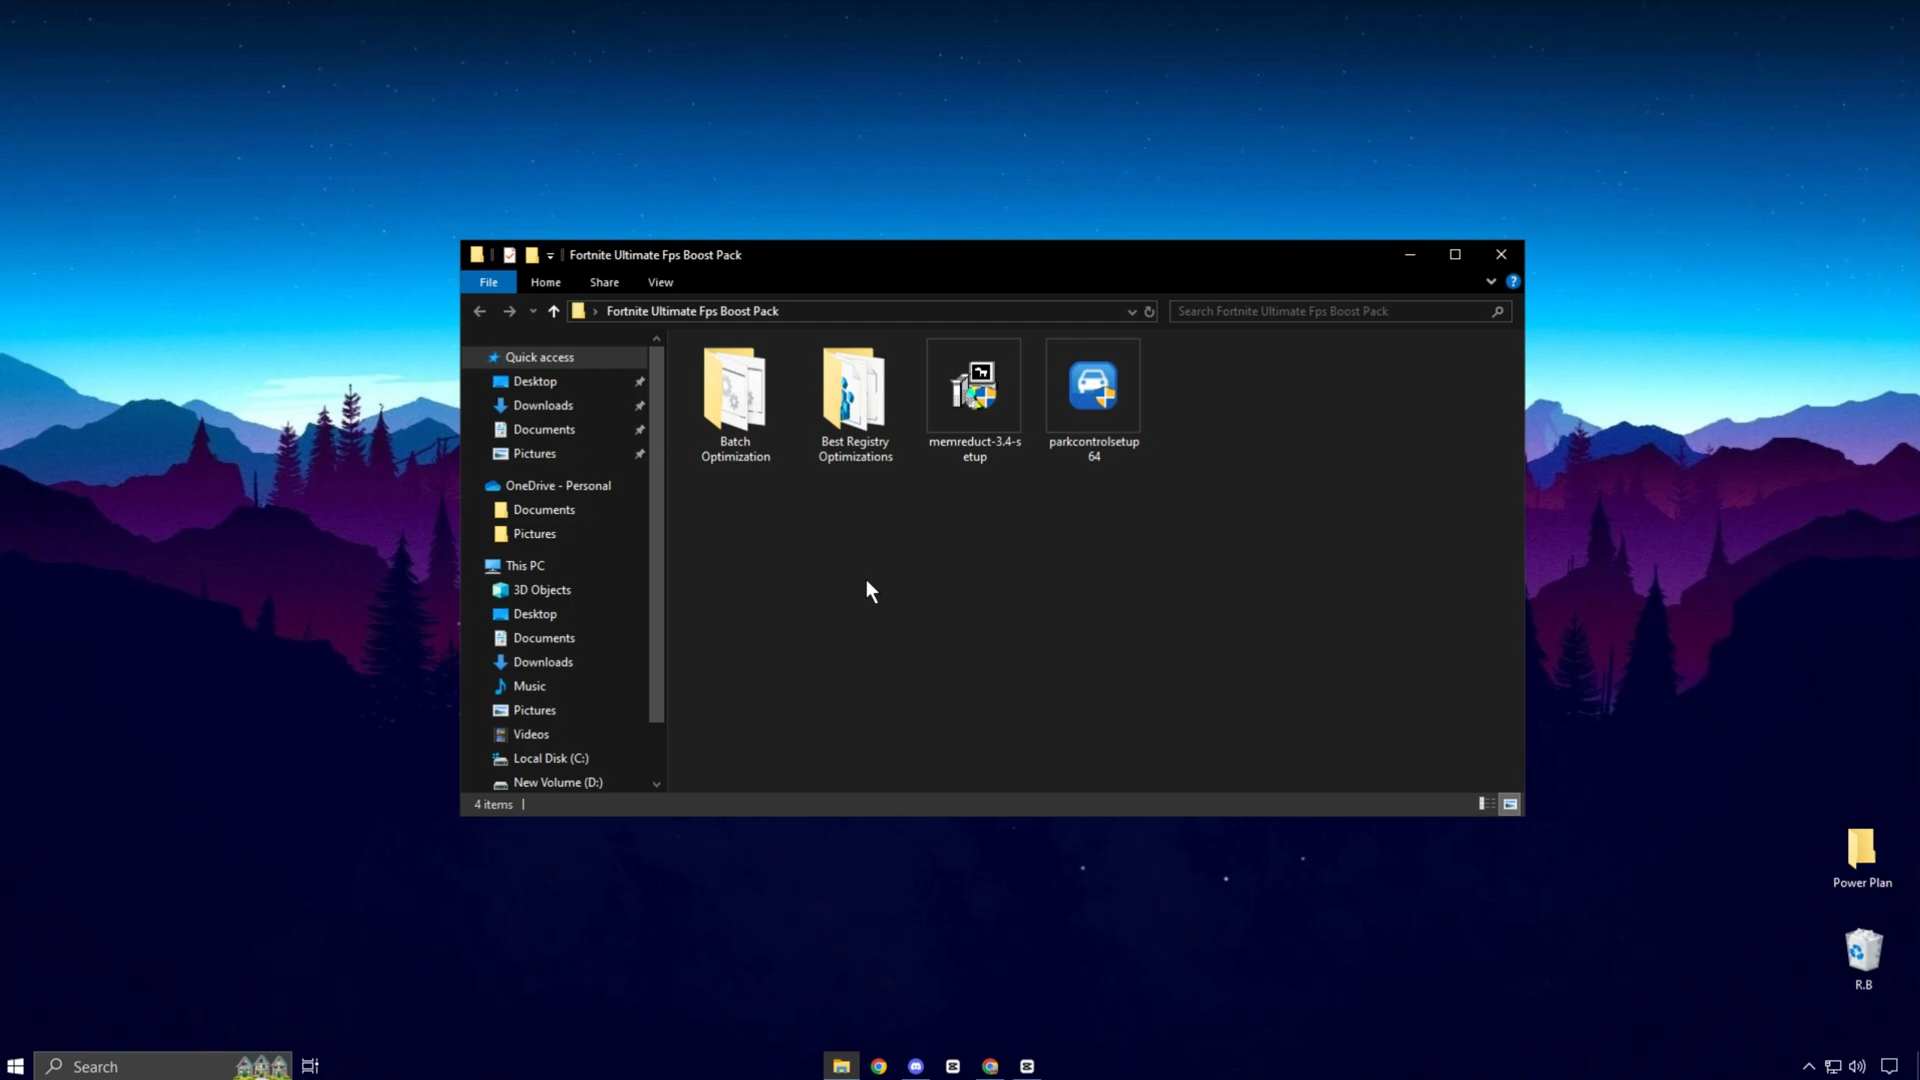 Fortnite Ultimate Fps Boost Pack
File Home Share View
Fortnite Ultimate Fps Boost Pack
Search Fortnite Ultimate Fps Boost Pack
Quick access
Desktop
Downloads
Documents
Pictures
OneDrive - Personal
Documents
Pictures
This PC
3D Objects
Desktop
Documents
Downloads
Music
Pictures
Videos
Local Disk (C:)
New Volume (D:)
Batch
Optimization
Best Registry
Optimizations
memreduct-3.4-s
etup
parkcontrolsetup
64
4 items
Power Plan
R.B
Search